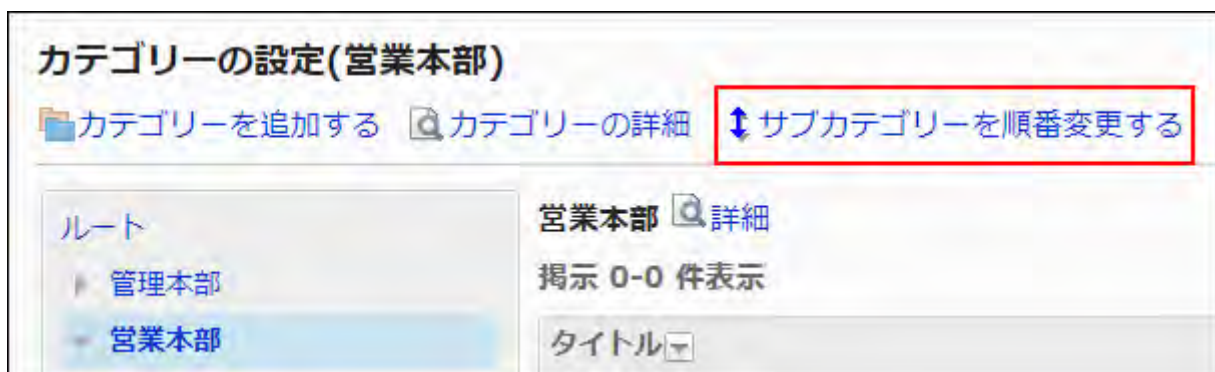 カテゴリーの設定(営業本部)
カテゴリーを追加する カテゴリーの詳細 サブカテゴリーを順番変更する
ルート
管理本部
営業本部
営業本部 詳細
掲示 0-0 件表示
タイトル